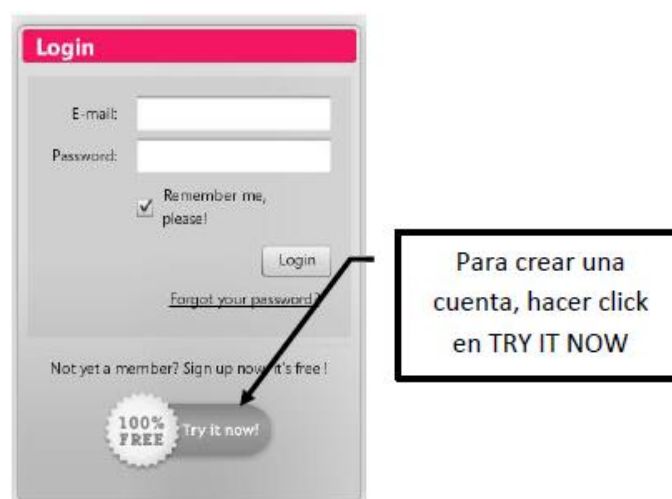 Login
E-mail:
Password:
Remember me,
please!
Login
Forgot your password?
Para crear una
cuenta, hacer click
en TRY IT NOW
Not yet a member? Sign up now, it's free!
100%
FREE
Try it now!